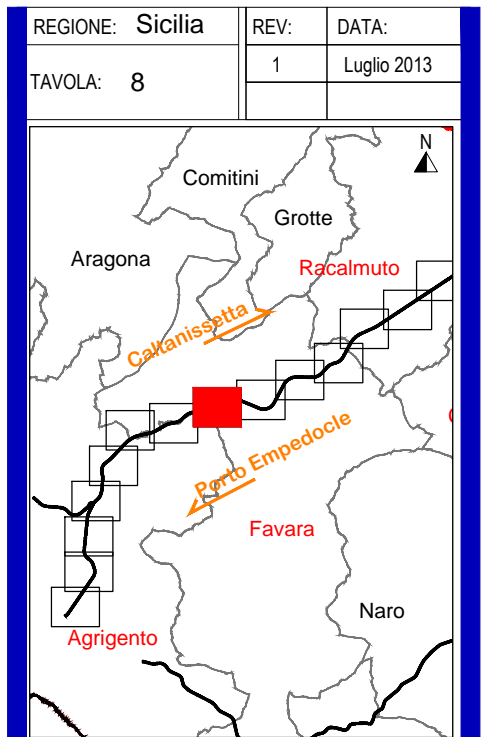 REGIONE: Sicilia
REV:
DATA:
TAVOLA: 8
1
Luglio 2013
N
Comitini
Grotte
Aragona
Racalmuto
Caltanissetta
Porto Empedocle
Favara
Naro
Agrigento